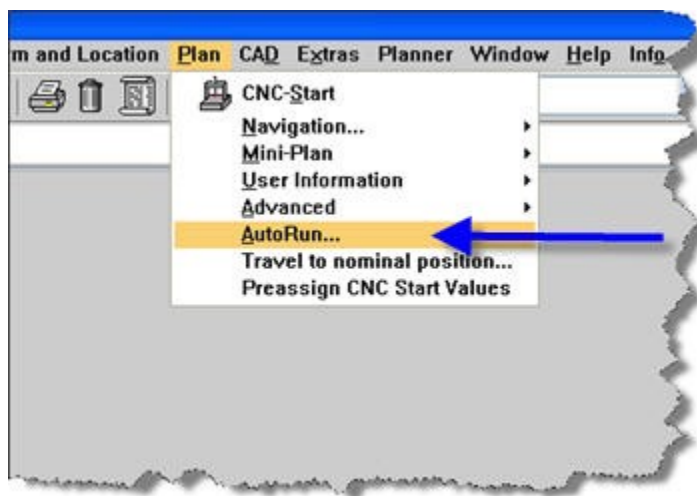 m and Location Plan CAD Extras Planner Window Help Info
CNC-Start
Navigation...
Mini-Plan
User Information
Advanced
AutoRun...
Travel to nominal position...
Preassign CNC Start Values